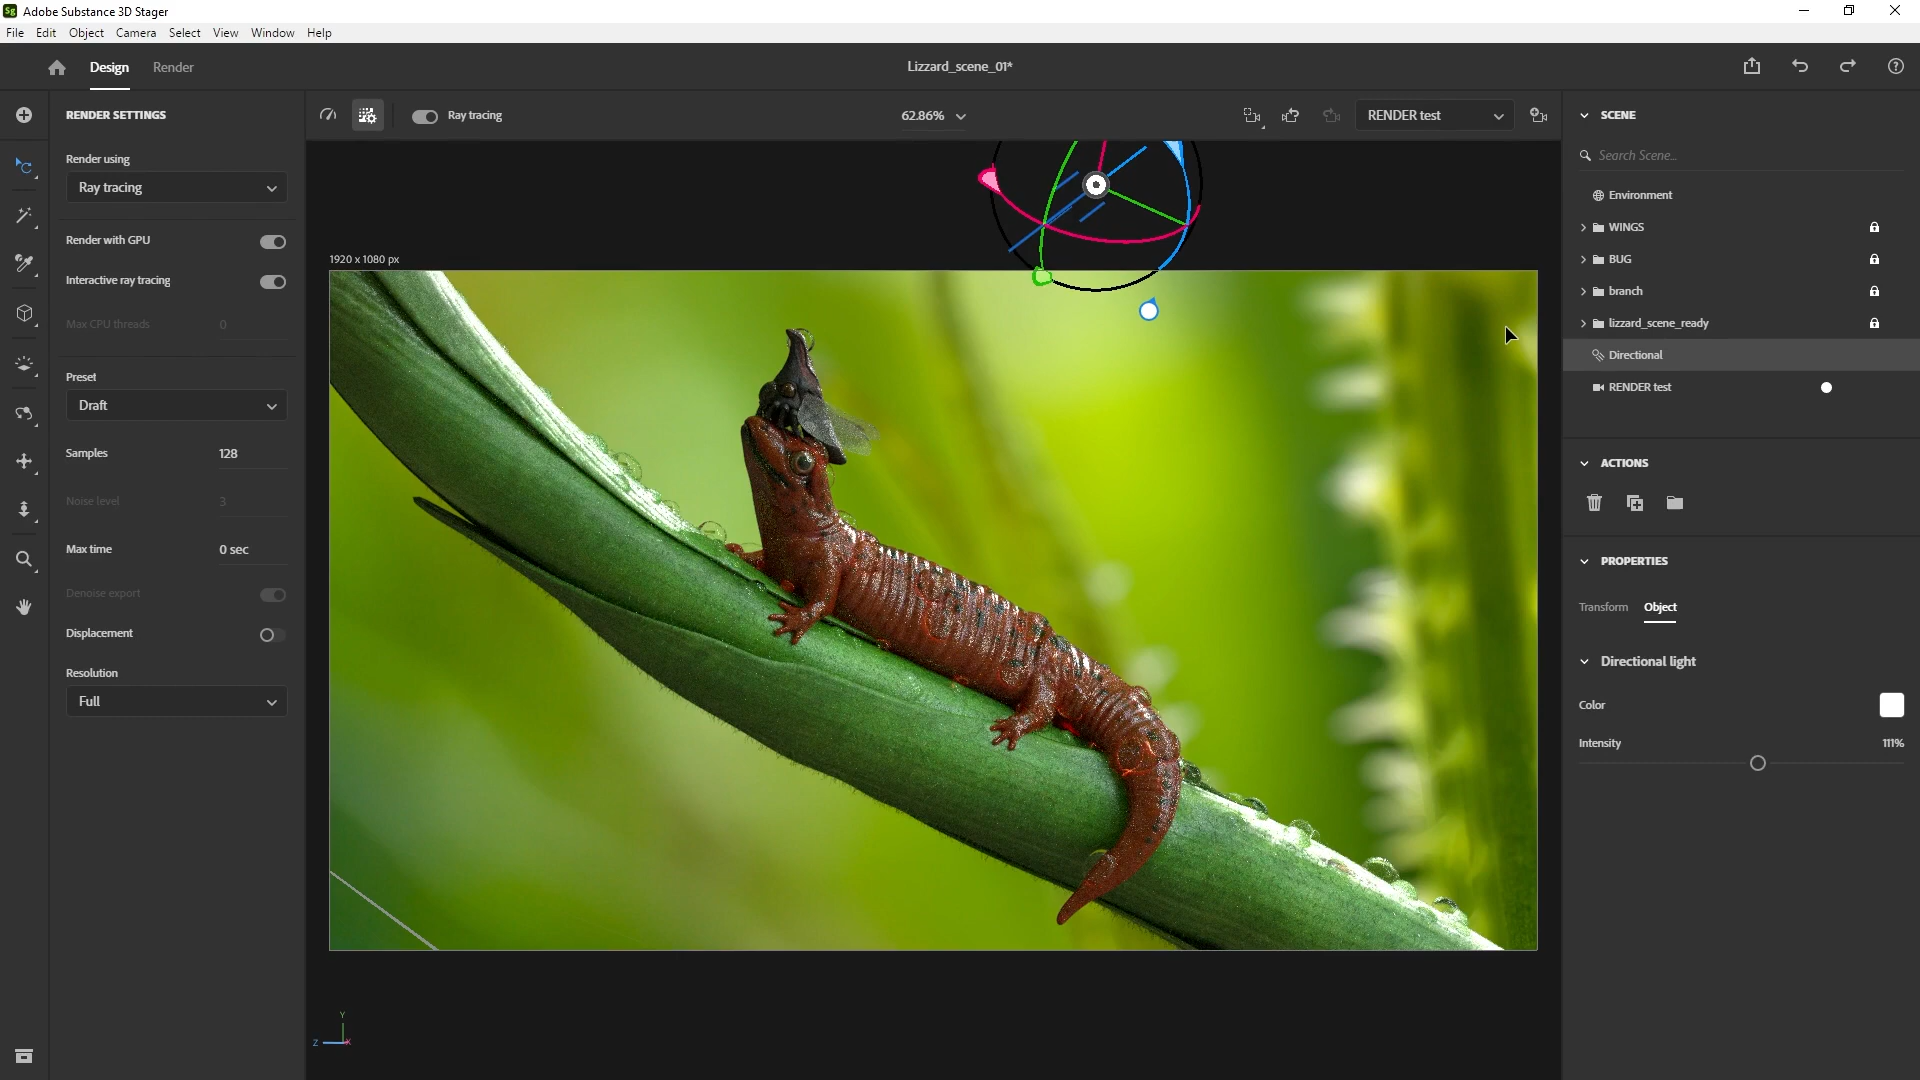 Sg Adobe Substance 3D Stager
File Edit Object Camera Select View Window Help
Design Render Lizzard_scene_01*
RENDER SETTINGS
Render using
Ray tracing
Render with GPU
Interactive ray tracing
Max CPU threads 0
Preset
Draft
Samples 128
Noise level 3
Max time 0 sec
Denoise export
Displacement
Resolution
Full
Ray tracing 62.86% RENDER test
1920 x 1080 px
Y
Z X
SCENE
Search Scene...
Environment
WINGS
BUG
branch
lizzard_scene_ready
Directional
RENDER test
ACTIONS
PROPERTIES
Transform Object
Directional light
Color
Intensity 111%